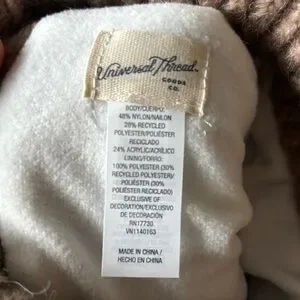 Universal Thread
GOODS
CO.
BODY/CUERPO:
48% NYLON/NAILON
28% RECYCLED
POLYESTER/POLIÉSTER
RECICLADO
24% ACRYLIC/ACRÍLICO
LINING/FORRO:
100% POLYESTER (30%
RECYCLED POLYESTER)/
POLIÉSTER (30%
POLIÉSTER RECICLADO)
EXCLUSIVE OF
DECORATION/EXCLUSIVO
DE DECORACIÓN
RN17730
VN1140163
MADE IN CHINA /
HECHO EN CHINA